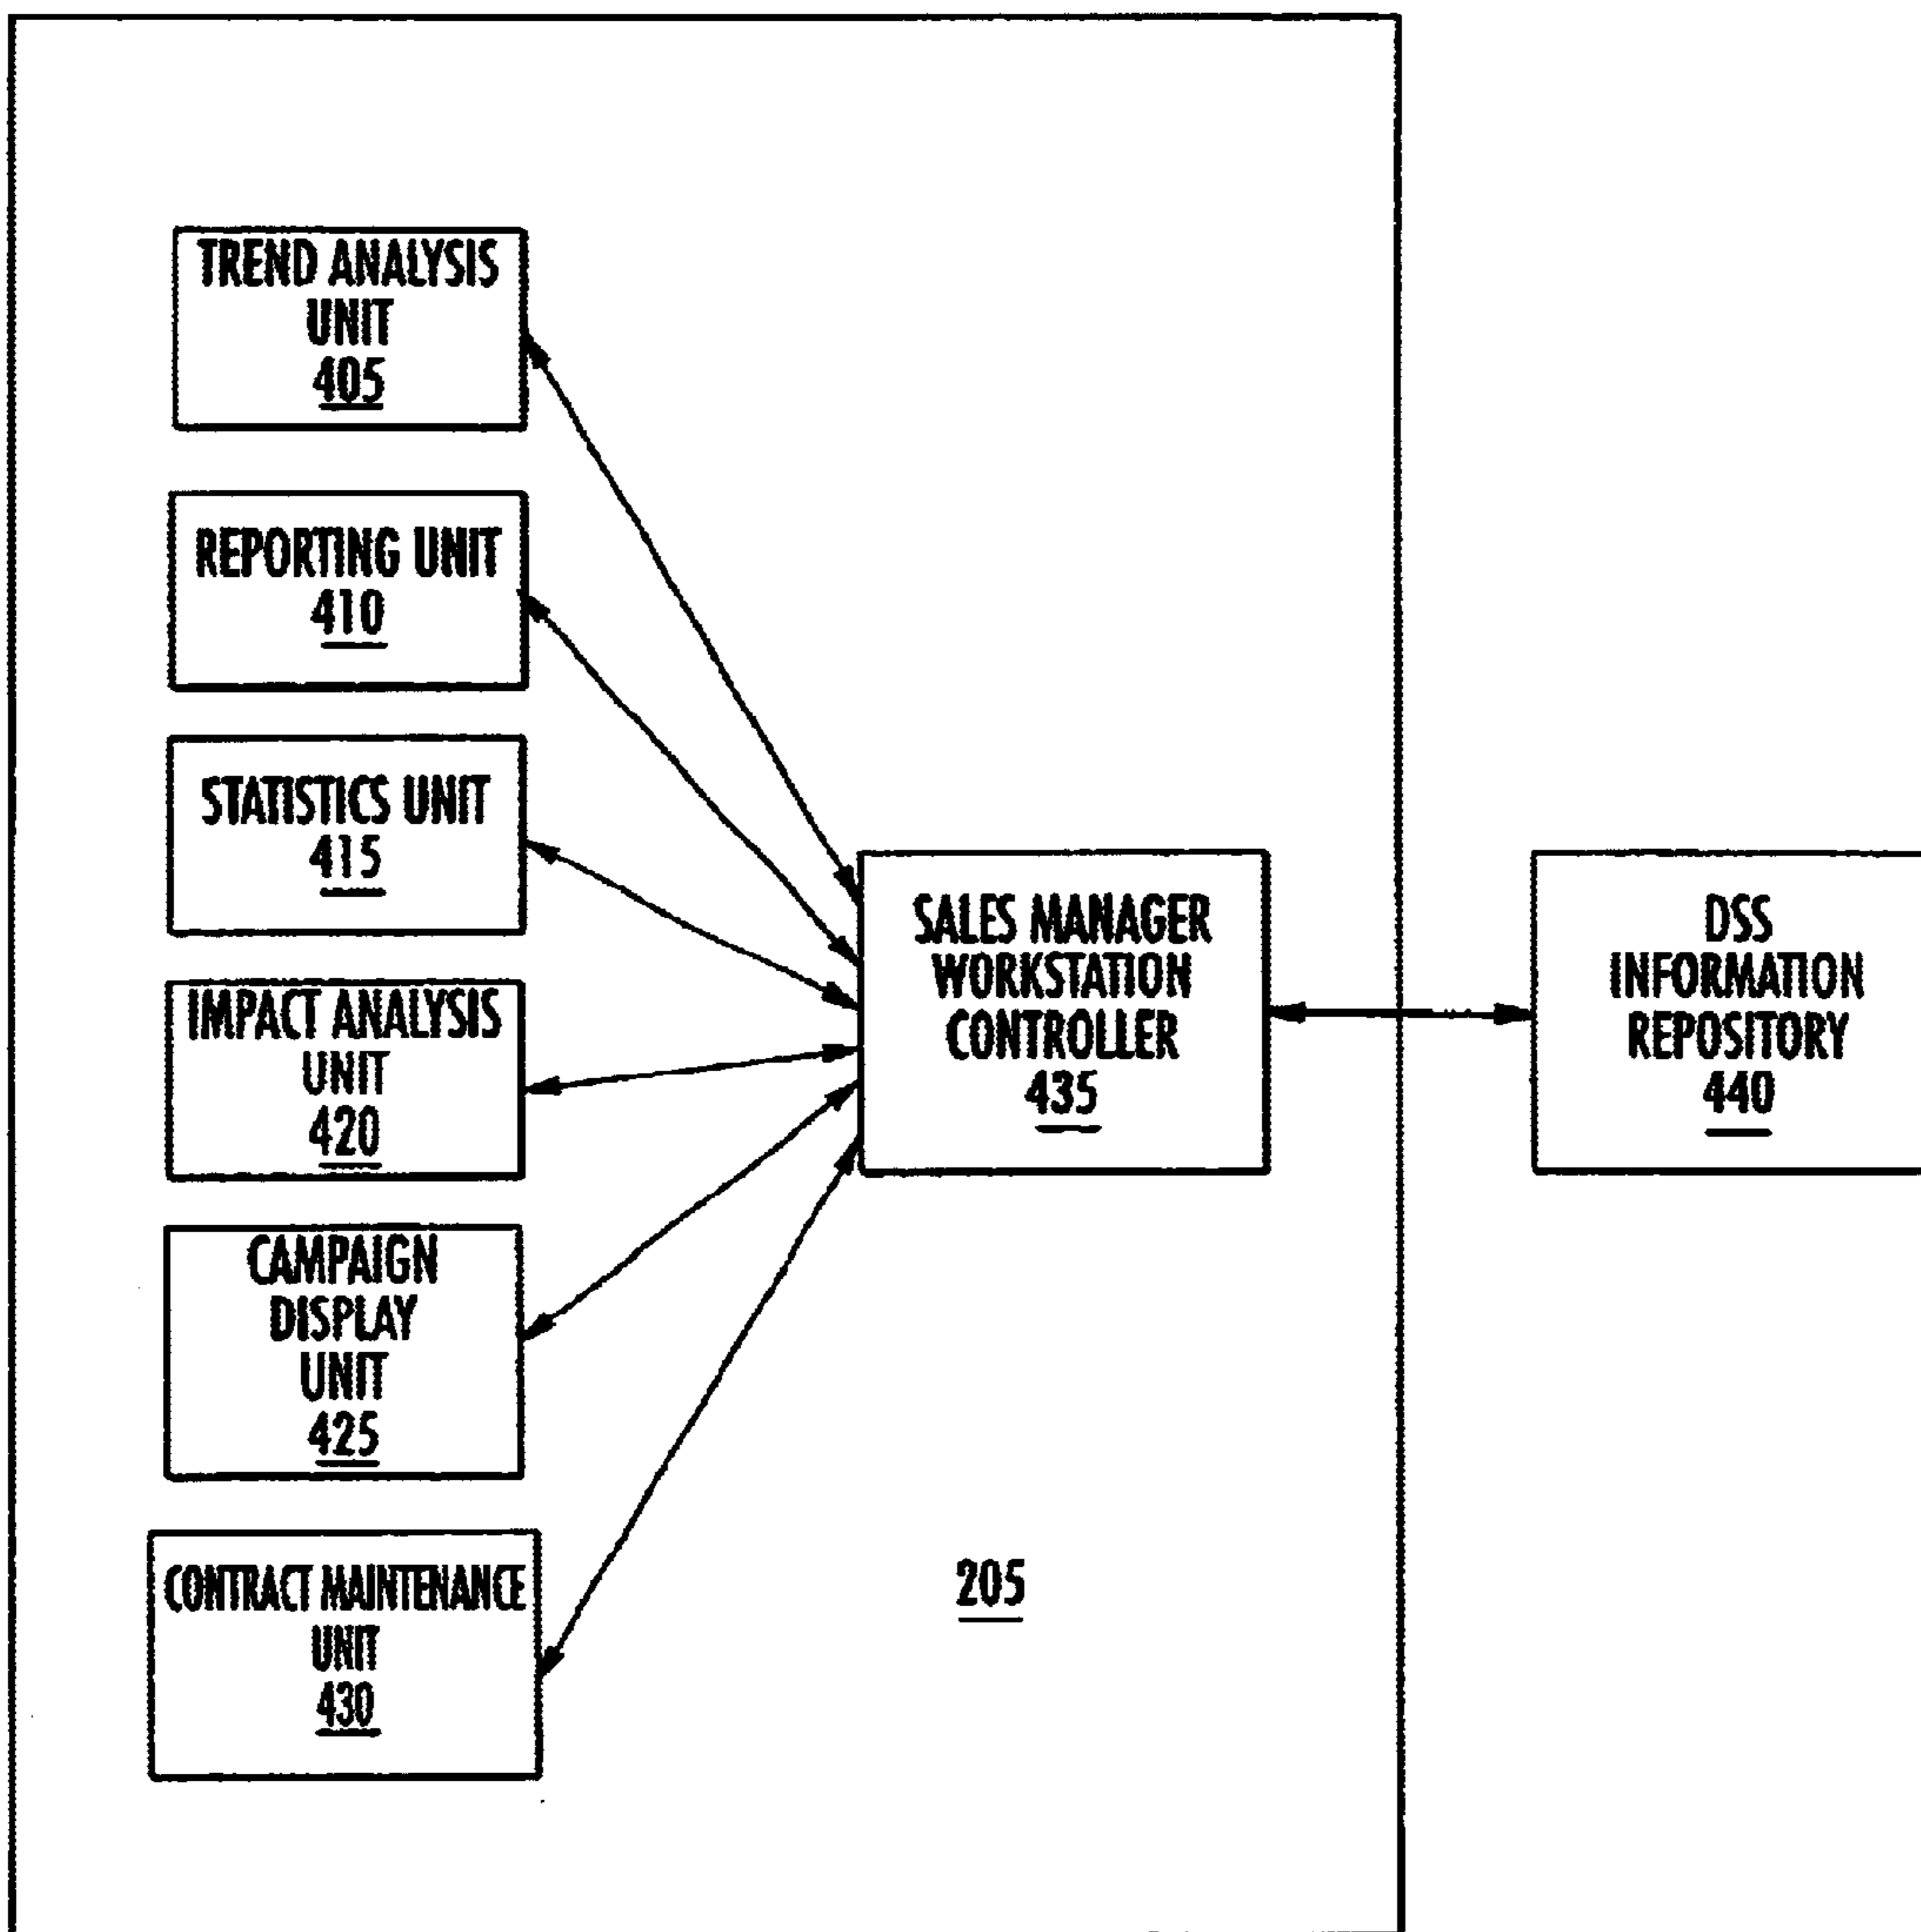 TREND ANALYSIS
UNIT
405
REPORTING UNIT
410
STATISTICS UNIT
415
IMPACT ANALYSIS
UNIT
420
CAMPAIGN
DISPLAY
UNIT
425
CONTRACT MAINTENANCE
UNIT
430
SALES MANAGER
WORKSTATION
CONTROLLER
435
205
DSS
INFORMATION
REPOSITORY
440